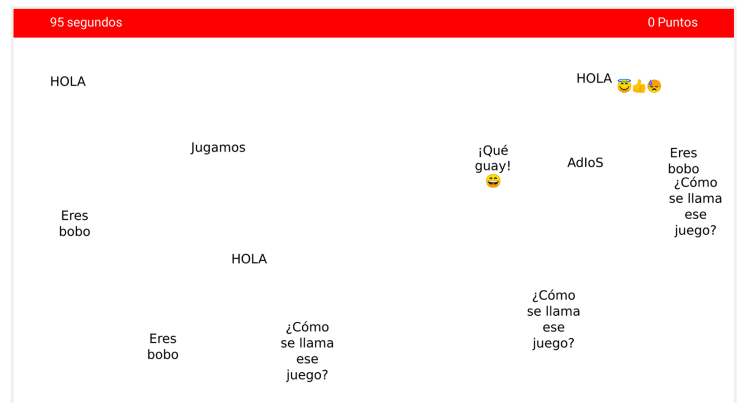 95 segundos
0 Puntos
HOLA
HOLA 😇👍😓
Jugamos
¡Qué
guay!
😄
AdIoS
Eres
bobo
¿Cómo
se llama
ese
juego?
Eres
bobo
HOLA
¿Cómo
se llama
ese
juego?
Eres
bobo
¿Cómo
se llama
ese
juego?